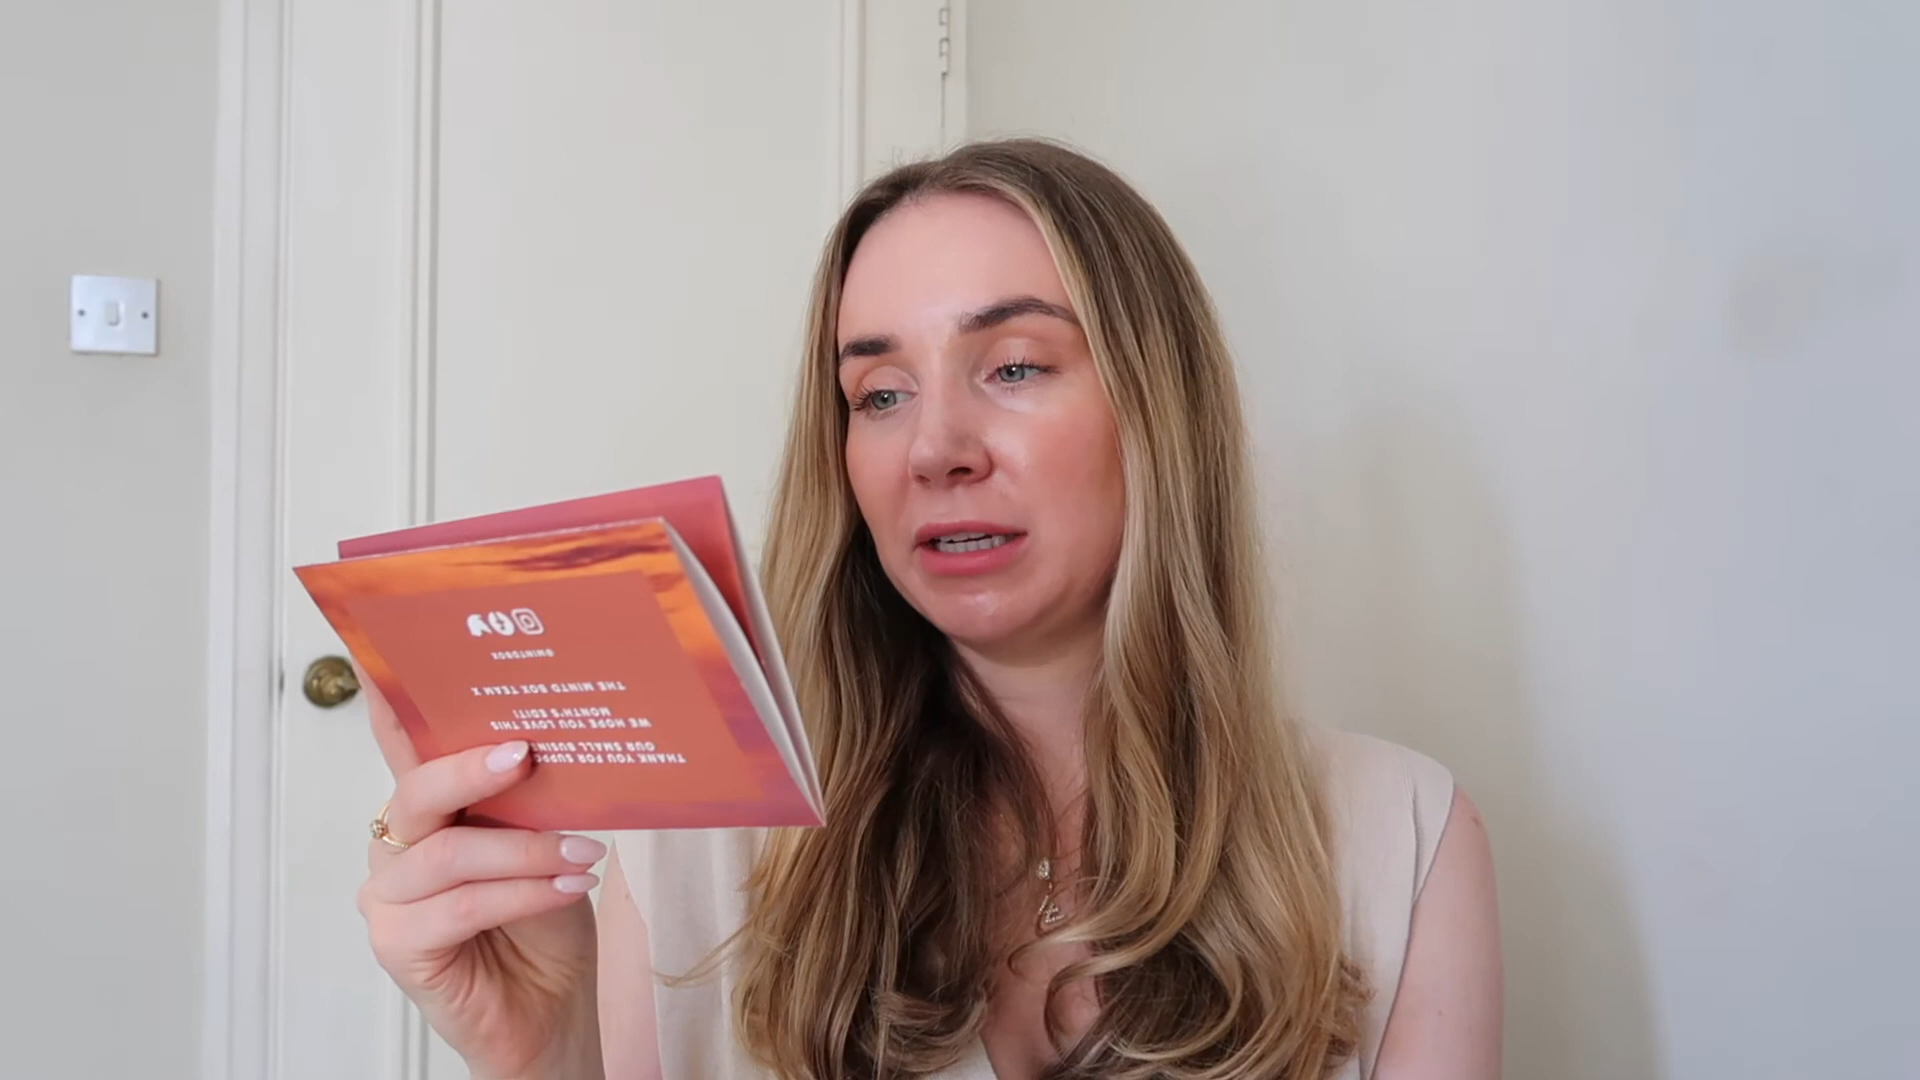 THANK YOU FOR
OUR SMALL
WE HOPE YOU LOVE THIS
MONTH'S EDIT!
THE MINTD BOX TEAM X
@MINTDBOX